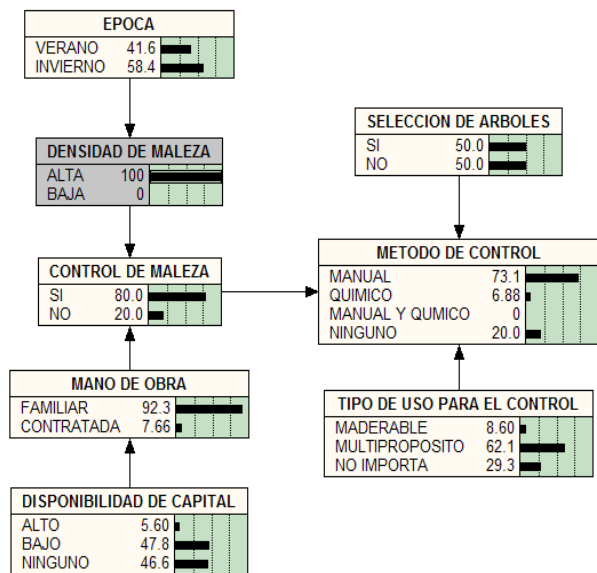 EPOCA
VERANO 41.6
INVIERNO 58.4
DENSIDAD DE MALEZA
ALTA 100
BAJA 0
SELECCION DE ARBOLES
SI 50.0
NO 50.0
CONTROL DE MALEZA
SI 80.0
NO 20.0
METODO DE CONTROL
MANUAL 73.1
QUIMICO 6.88
MANUAL Y QUMICO 0
NINGUNO 20.0
MANO DE OBRA
FAMILIAR 92.3
CONTRATADA 7.66
TIPO DE USO PARA EL CONTROL
MADERABLE 8.60
MULTIPROPOSITO 62.1
NO IMPORTA 29.3
DISPONIBILIDAD DE CAPITAL
ALTO 5.60
BAJO 47.8
NINGUNO 46.6